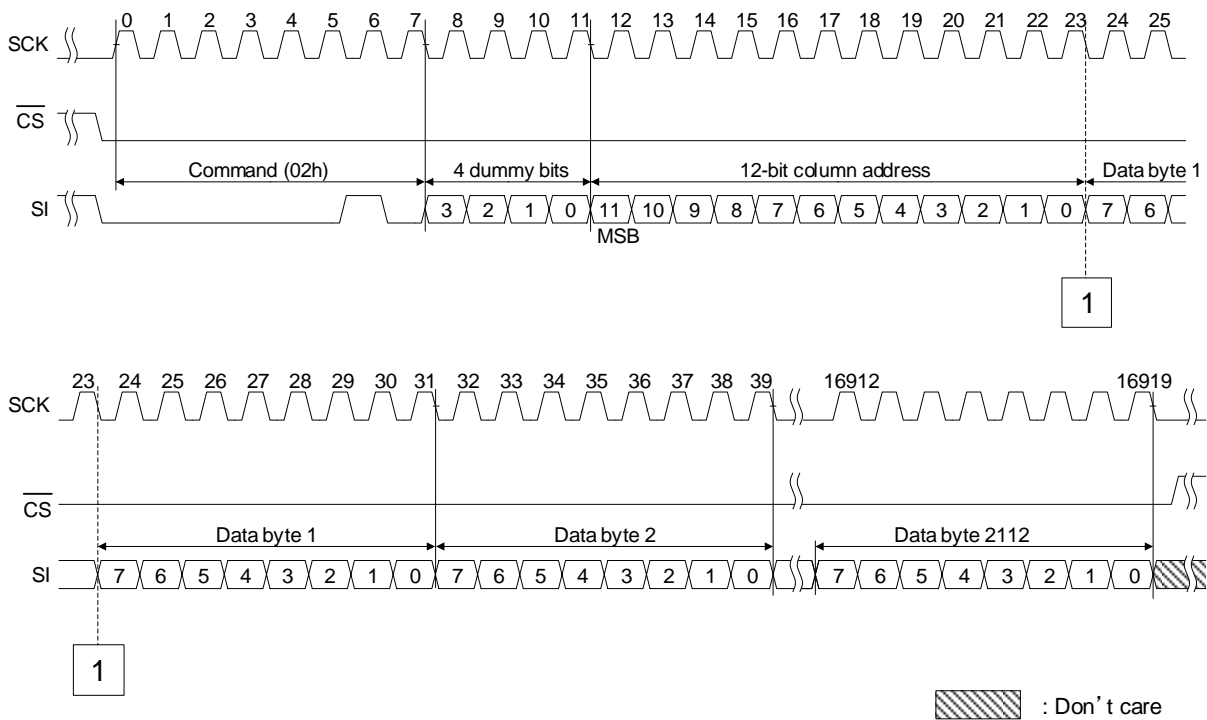 0 1 2 3 4 5 6 7 8 9 10 11 12 13 14 15 16 17 18 19 20 21 22 23 24 25
SCK
CS
Command (02h) 4 dummy bits 12-bit column address Data byte 1
SI 3 2 1 0 11 10 9 8 7 6 5 4 3 2 1 0 7 6
MSB
1
23 24 25 26 27 28 29 30 31 32 33 34 35 36 37 38 39 16912 16919
SCK
CS
Data byte 1 Data byte 2 Data byte 2112
SI 7 6 5 4 3 2 1 0 7 6 5 4 3 2 1 0 7 6 5 4 3 2 1 0
1
: Don't care